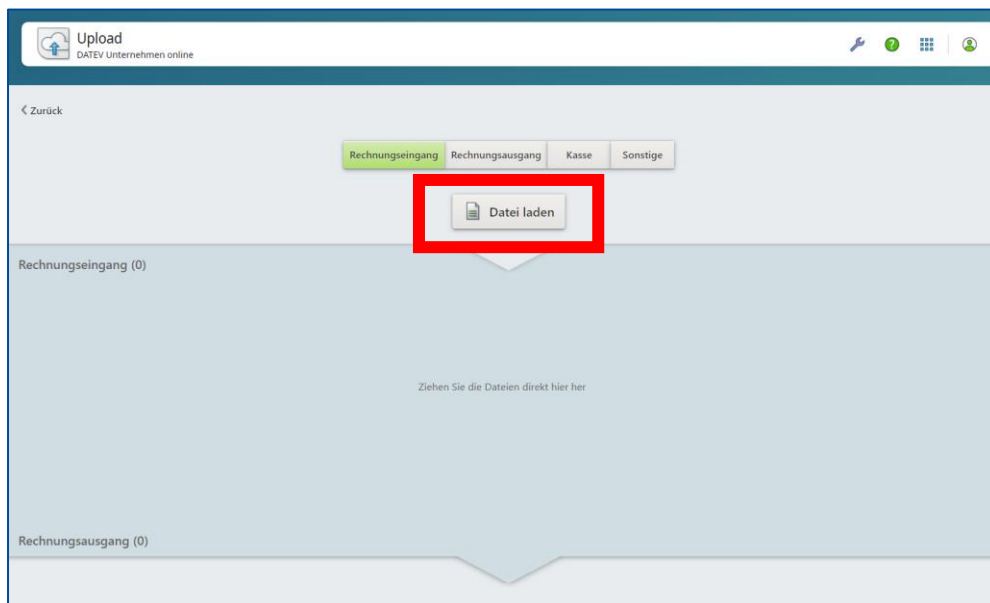 Upload
DATEV Unternehmen online
Zurück
Rechnungseingang Rechnungsausgang Kasse Sonstige
Datei laden
Rechnungseingang (0)
Ziehen Sie die Dateien direkt hier her
Rechnungsausgang (0)